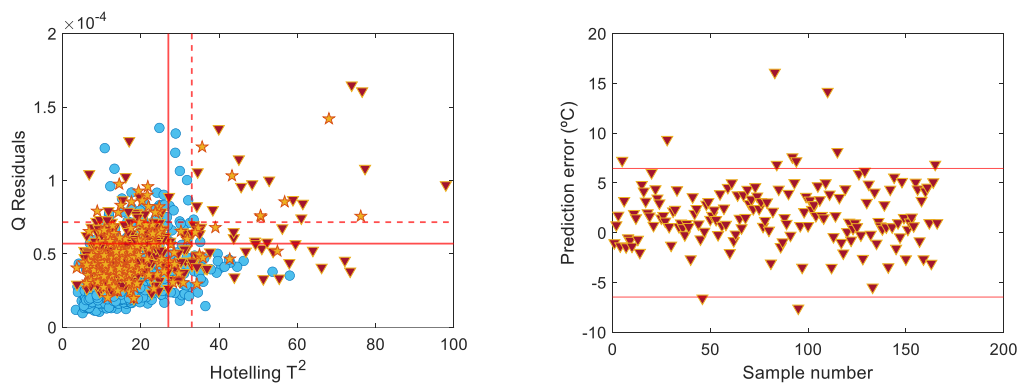 ×10-4
2
1.5
1
0.5
0
0 20 40 60 80 100
Q Residuals
Hotelling T2
20
15
10
5
0
-5
-10
0 50 100 150 200
Prediction error (ºC)
Sample number